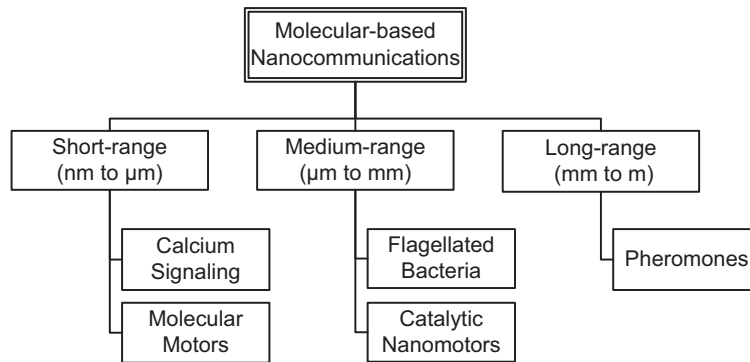 Molecular-based
Nanocommunications
Short-range
(nm to µm)
Medium-range
(µm to mm)
Long-range
(mm to m)
Calcium
Signaling
Flagellated
Bacteria
Pheromones
Molecular
Motors
Catalytic
Nanomotors